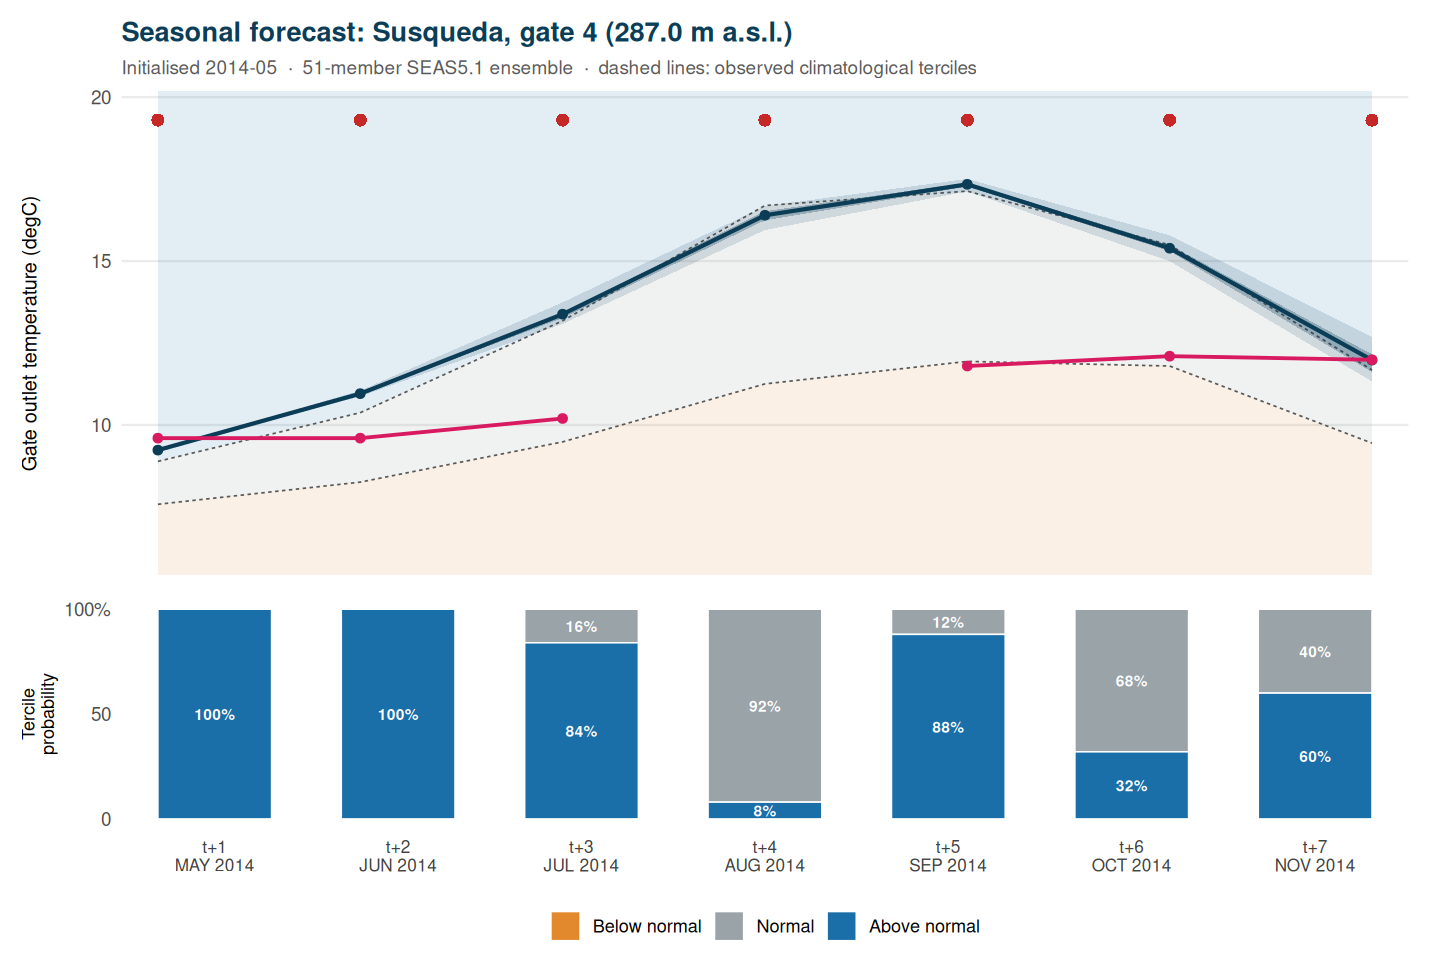 Seasonal forecast: Susqueda, gate 4 (287.0 m a.s.l.)
Initialised 2014-05 · 51-member SEAS5.1 ensemble · dashed lines: observed climatological terciles
Gate outlet temperature (degC)
20
15
10
Tercile
probability
100%
50
0
100%
100%
16%
84%
92%
8%
12%
88%
68%
32%
40%
60%
t+1
MAY 2014
t+2
JUN 2014
t+3
JUL 2014
t+4
AUG 2014
t+5
SEP 2014
t+6
OCT 2014
t+7
NOV 2014
Below normal
Normal
Above normal